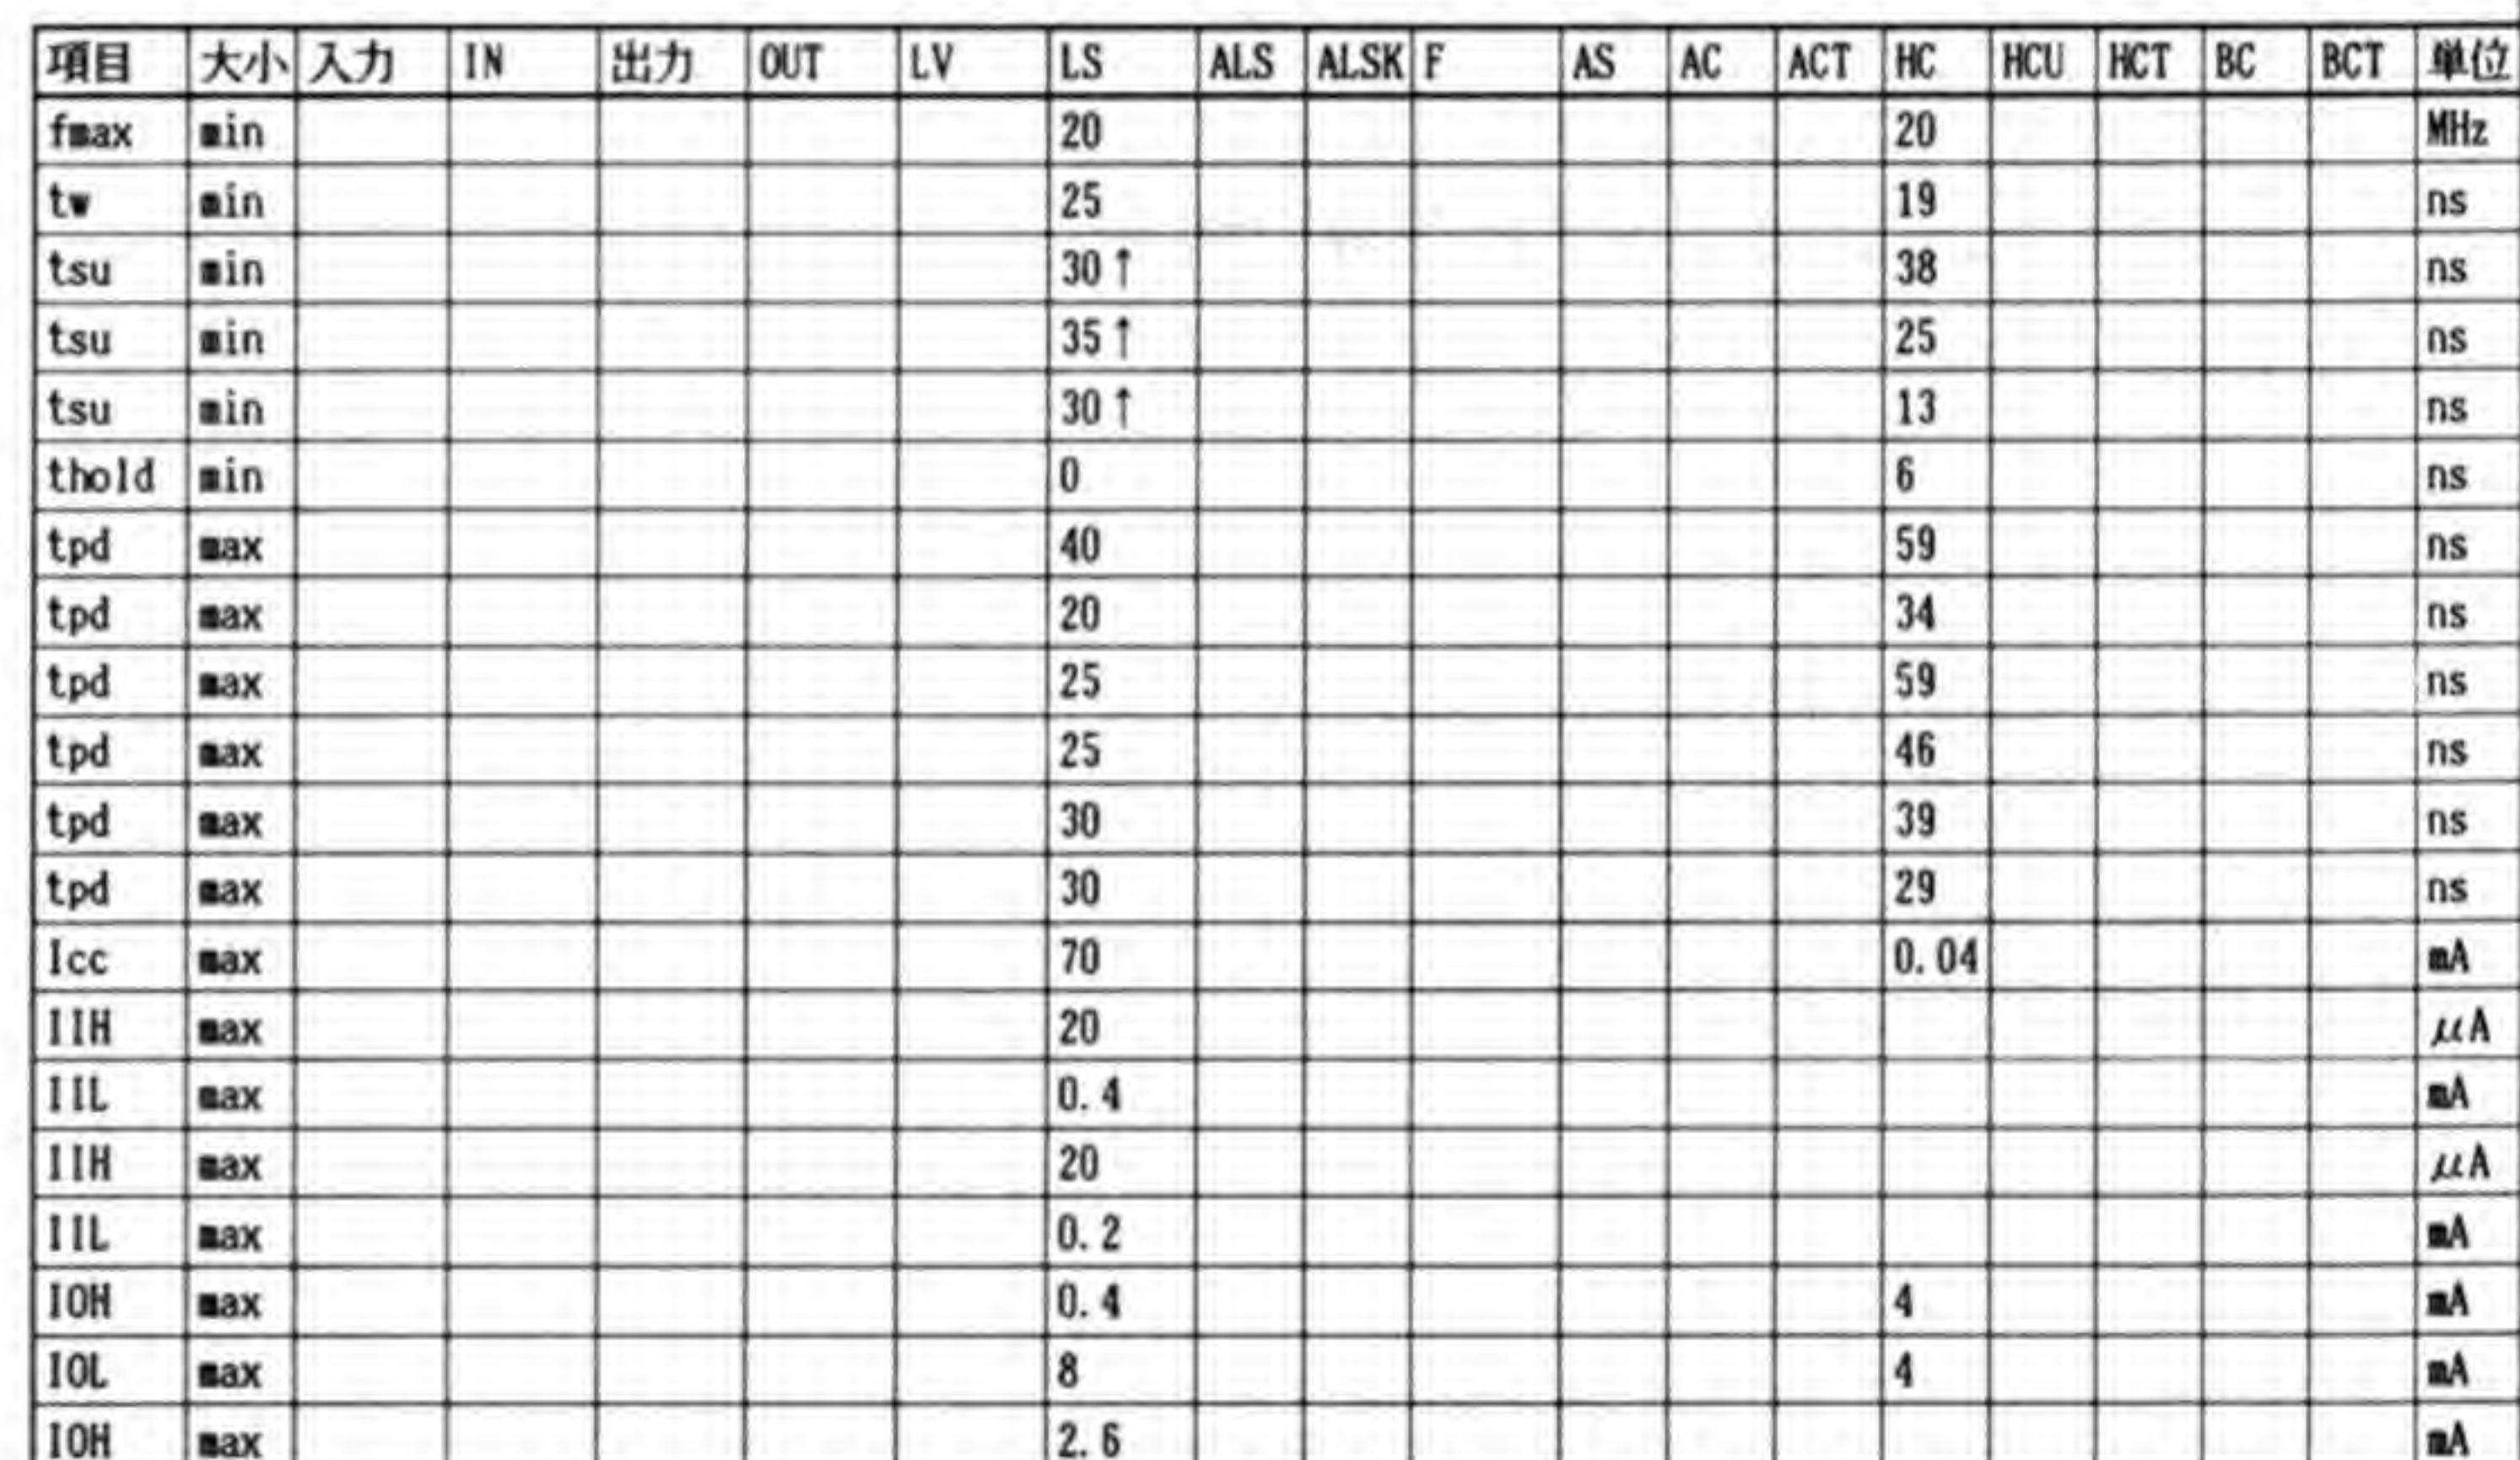 項目 大小 入力 IN 出力 OUT LV LS ALS ALSK F AS AC ACT HC HCU HCT BC BCT 単位
fmax min 20 20 MHz
tw min 25 19 ns
tsu min 30↑ 38 ns
tsu min 35↑ 25 ns
tsu min 30↑ 13 ns
thold min 0 6 ns
tpd max 40 59 ns
tpd max 20 34 ns
tpd max 25 59 ns
tpd max 25 46 ns
tpd max 30 39 ns
tpd max 30 29 ns
Icc max 70 0.04 mA
IIH max 20 μA
IIL max 0.4 mA
IIH max 20 μA
IIL max 0.2 mA
IOH max 0.4 4 mA
IOL max 8 4 mA
IOH max 2.6 mA